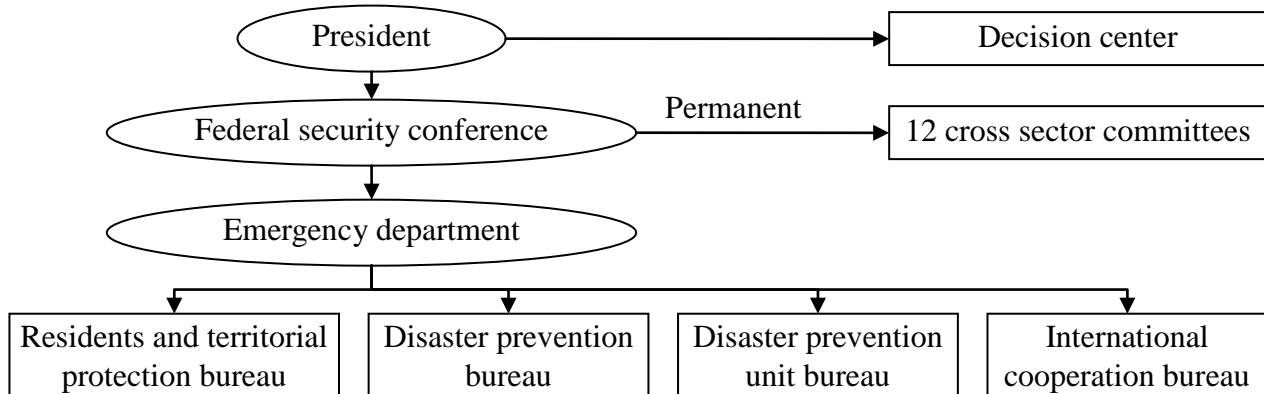 President
Decision center
Federal security conference
Permanent
12 cross sector committees
Emergency department
Residents and territorial
protection bureau
Disaster prevention
bureau
Disaster prevention
unit bureau
International
cooperation bureau